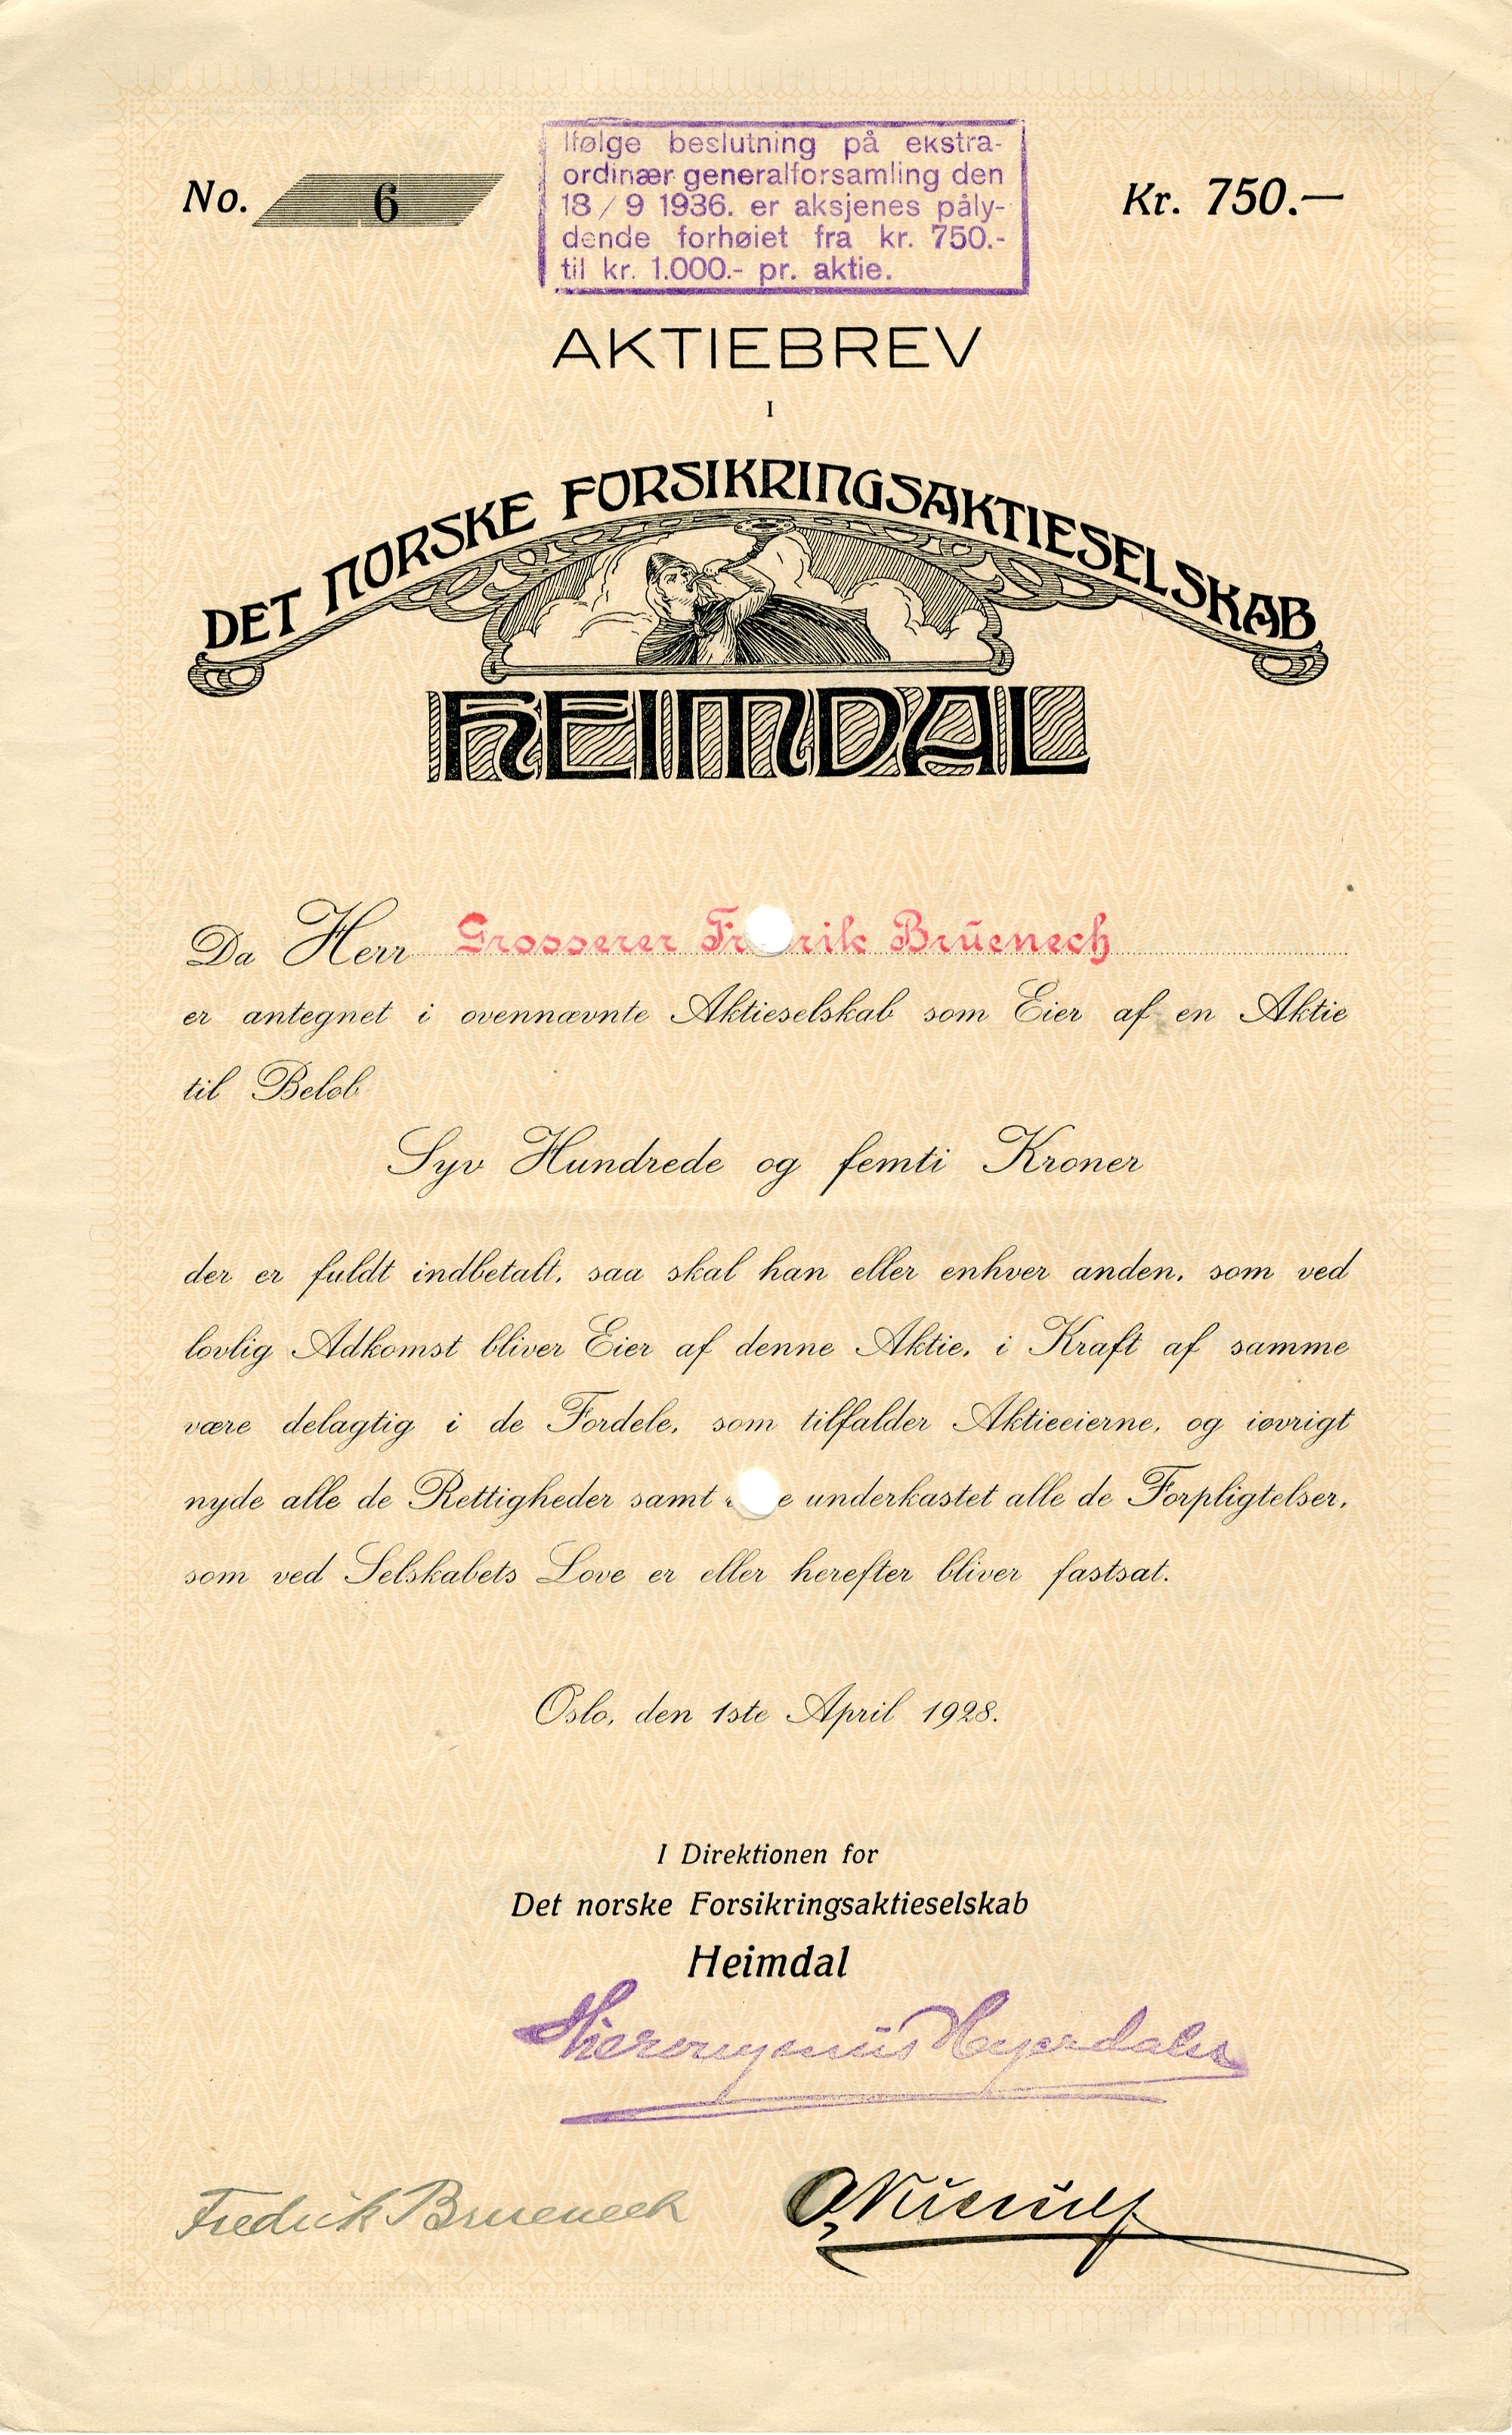 No. 6
Ifølge beslutning på ekstra-
ordinær generalforsamling den
18/9 1936. er aksjenes påly-
dende forhøiet fra kr. 750.-
til kr. 1.000.- pr. aktie.
Kr. 750.—
AKTIEBREV
I
DET NORSKE FORSIKRINGSAKTIESELSKAB
HEIMDAL
Da Herr Grosserer Bruenech
er antegnet i ovennævnte Aktieselskab som Eier af en Aktie
til Beløb
Syv Hundrede og femti Kroner
der er fuldt indbetalt, saa skal han eller enhver anden, som ved
lovlig Adkomst bliver Eier af denne Aktie, i Kraft af samme
være delagtig i de Fordele, som tilfalder Aktieeierne, og iøvrigt
nyde alle de Rettigheder samt underkastet alle de Forpligtelser,
som ved Selskabets Love er eller herefter bliver fastsat.
Oslo, den 1ste April 1928.
I Direktionen for
Det norske Forsikringsaktieselskab
Heimdal
Hieronymus Heyerdahl
Fredrik Bruenech